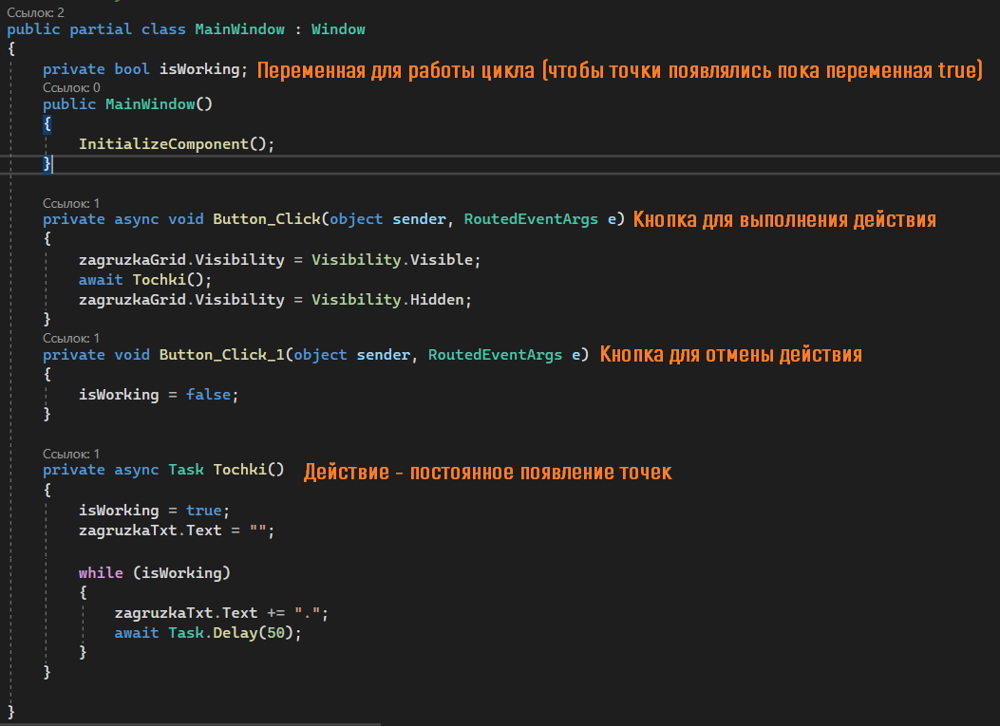 Ссылок: 2
public partial class MainWindow : Window
{
private bool isWorking; Переменная для работы цикла (чтобы точки появлялись пока переменная true)
Ссылок: 0
public MainWindow()
{
InitializeComponent();
}
Ссылок: 1
private async void Button_Click(object sender, RoutedEventArgs e) Кнопка для выполнения действия
{
zagruzkaGrid.Visibility = Visibility.Visible;
await Tochki();
zagruzkaGrid.Visibility = Visibility.Hidden;
}
Ссылок: 1
private void Button_Click_1(object sender, RoutedEventArgs e) Кнопка для отмены действия
{
isWorking = false;
}
Ссылок: 1
private async Task Tochki() Действие - постоянное появление точек
{
isWorking = true;
zagruzkaTxt.Text = "";
while (isWorking)
{
zagruzkaTxt.Text += ".";
await Task.Delay(50);
}
}
}